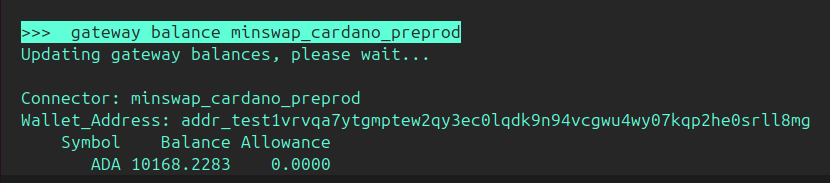 >>>  gateway balance minswap_cardano_preprod
Updating gateway balances, please wait...
Connector: minswap_cardano_preprod
Wallet_Address: addr_test1vrvqa7ytgmptew2qy3ec0lqdk9n94vcgwu4wy07kqp2he0srll8mg
Symbol    Balance Allowance
ADA 10168.2283    0.0000